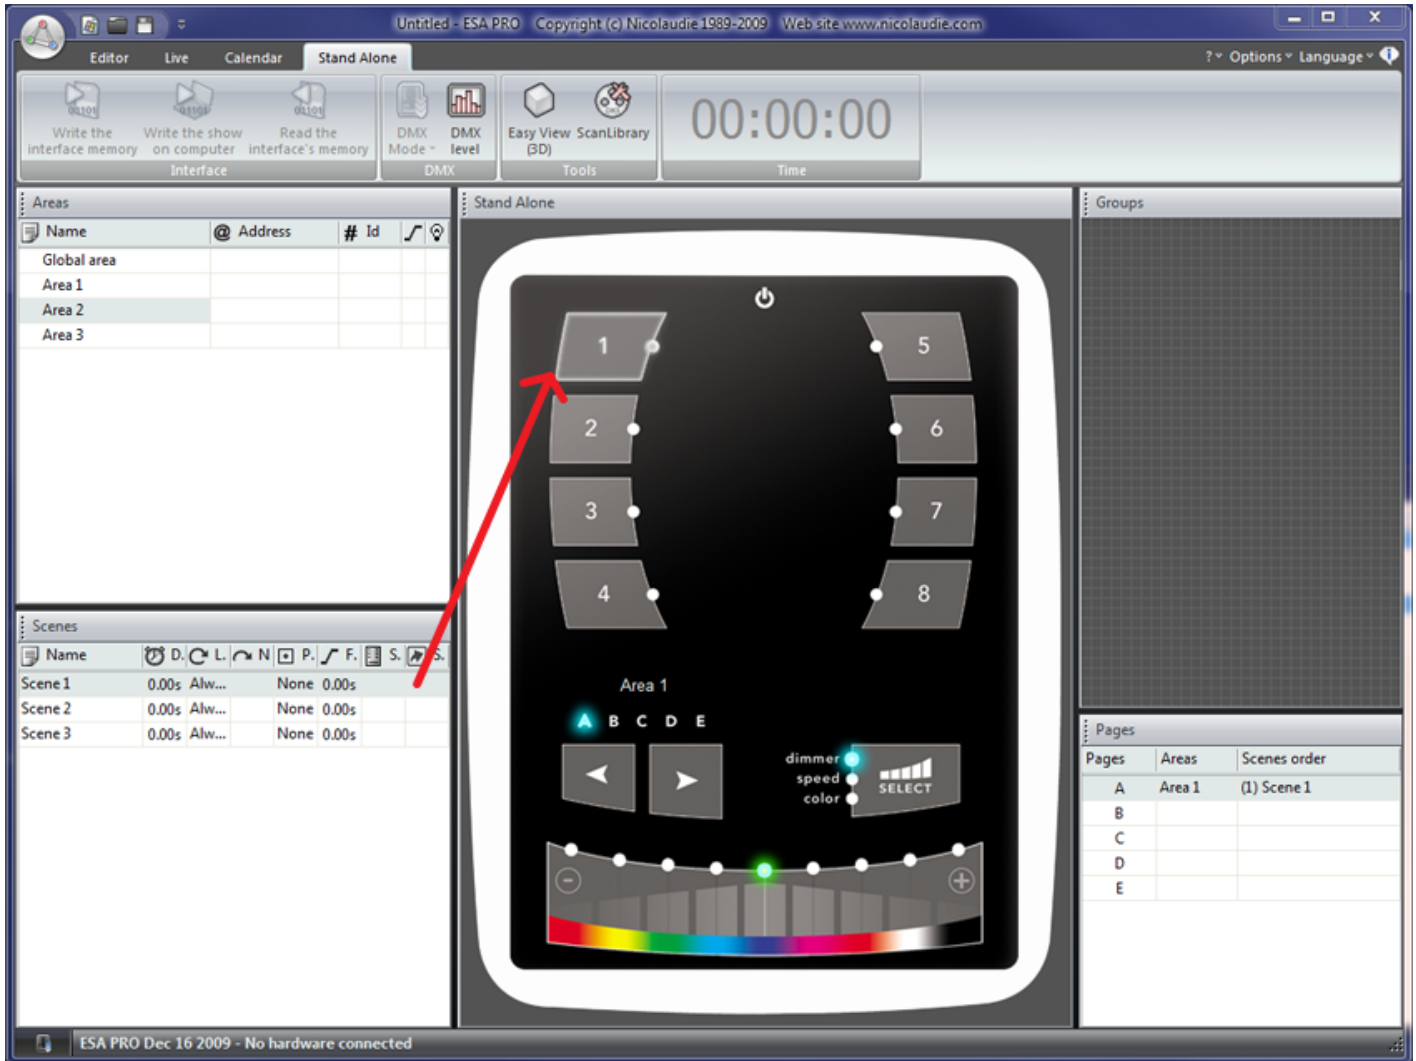 Untitled - ESA PRO Copyright (c) Nicolaudie 1989-2009 Web site www.nicolaudie.com
Editor Live Calendar Stand Alone
? Options Language
Write the interface memory
Write the show on computer
Read the interface's memory
Interface
DMX Mode
DMX level
DMX
Easy View (3D)
ScanLibrary
Tools
00:00:00
Time
Areas
Name @ Address # Id
Global area
Area 1
Area 2
Area 3
Scenes
Name D. L. N P. F. S. S.
Scene 1 0.00s Alw... None 0.00s
Scene 2 0.00s Alw... None 0.00s
Scene 3 0.00s Alw... None 0.00s
Stand Alone
1 5
2 6
3 7
4 8
Area 1
A B C D E
dimmer
speed
color
SELECT
Groups
Pages
Pages Areas Scenes order
A Area 1 (1) Scene 1
B
C
D
E
ESA PRO Dec 16 2009 - No hardware connected